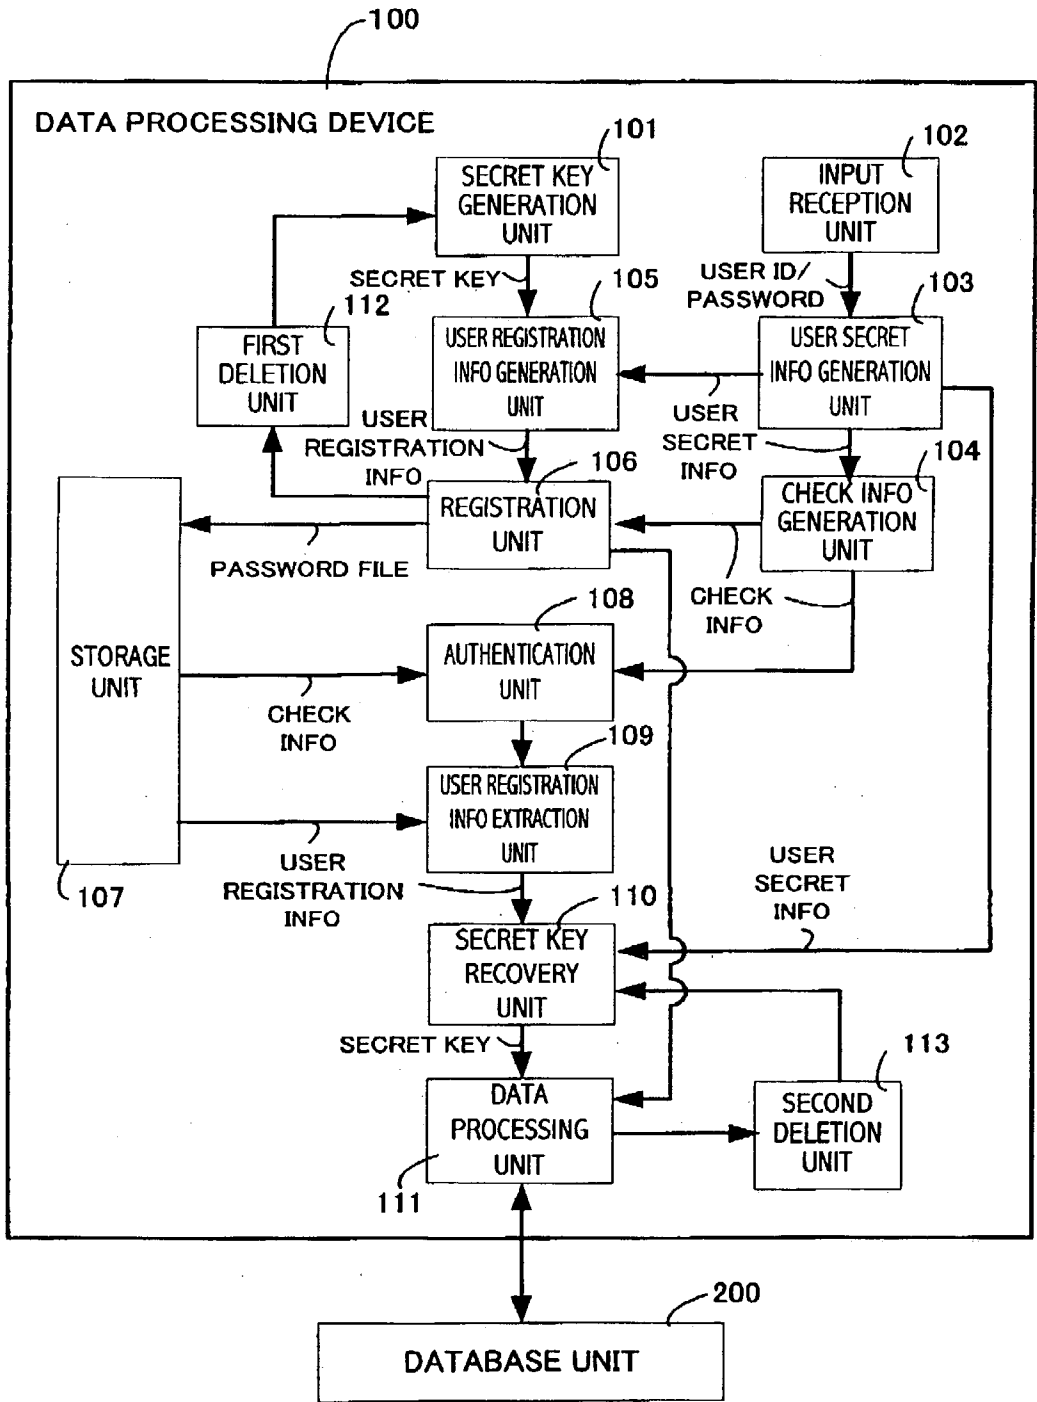 100
DATA PROCESSING DEVICE
101
SECRET KEY
GENERATION
UNIT
102
INPUT
RECEPTION
UNIT
SECRET KEY
USER ID/
PASSWORD
105
103
112
FIRST
DELETION
UNIT
USER REGISTRATION
INFO GENERATION
UNIT
USER SECRET
INFO GENERATION
UNIT
USER
REGISTRATION
INFO
USER
SECRET
INFO
106
REGISTRATION
UNIT
104
CHECK INFO
GENERATION
UNIT
PASSWORD FILE
CHECK
INFO
108
AUTHENTICATION
UNIT
STORAGE
UNIT
107
CHECK
INFO
109
USER REGISTRATION
INFO EXTRACTION
UNIT
USER
REGISTRATION
INFO
USER
SECRET
INFO
110
SECRET KEY
RECOVERY
UNIT
SECRET KEY
111
DATA
PROCESSING
UNIT
113
SECOND
DELETION
UNIT
200
DATABASE UNIT